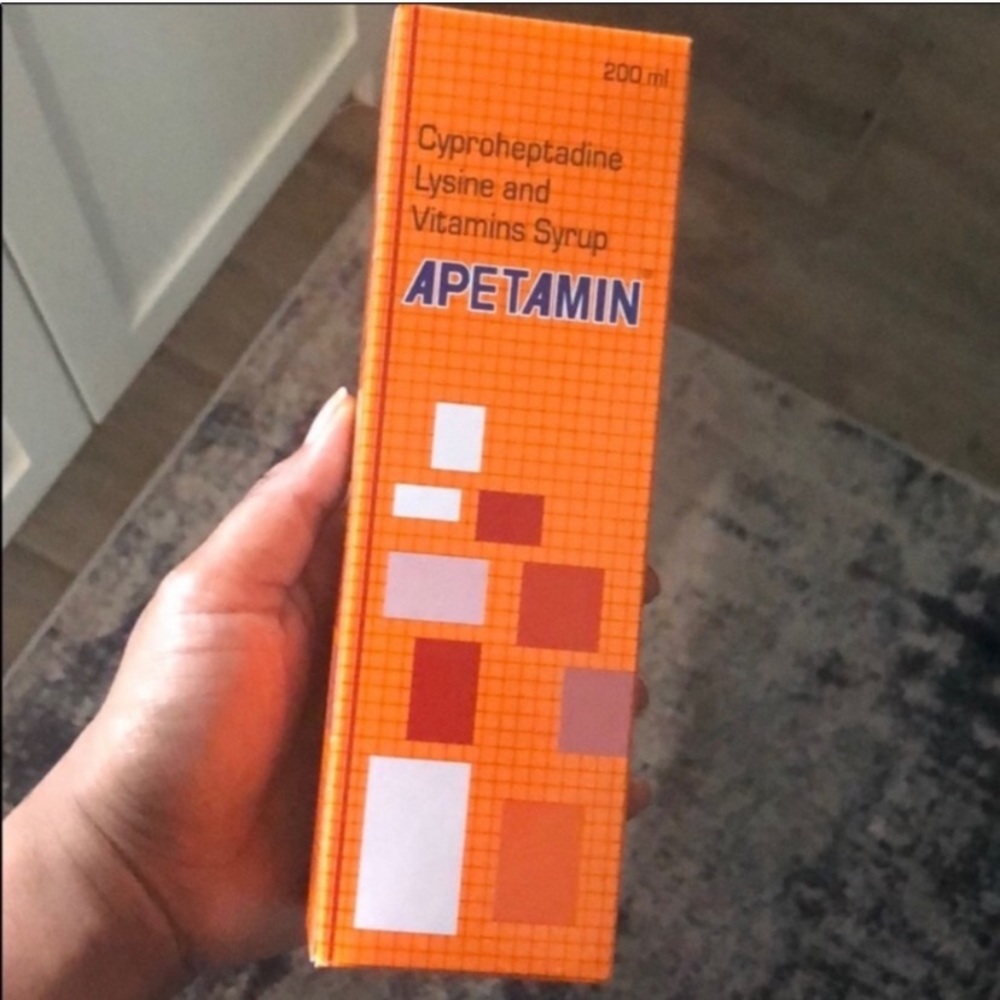 200 ml
Cyproheptadine
Lysine and
Vitamins Syrup
APETAMIN